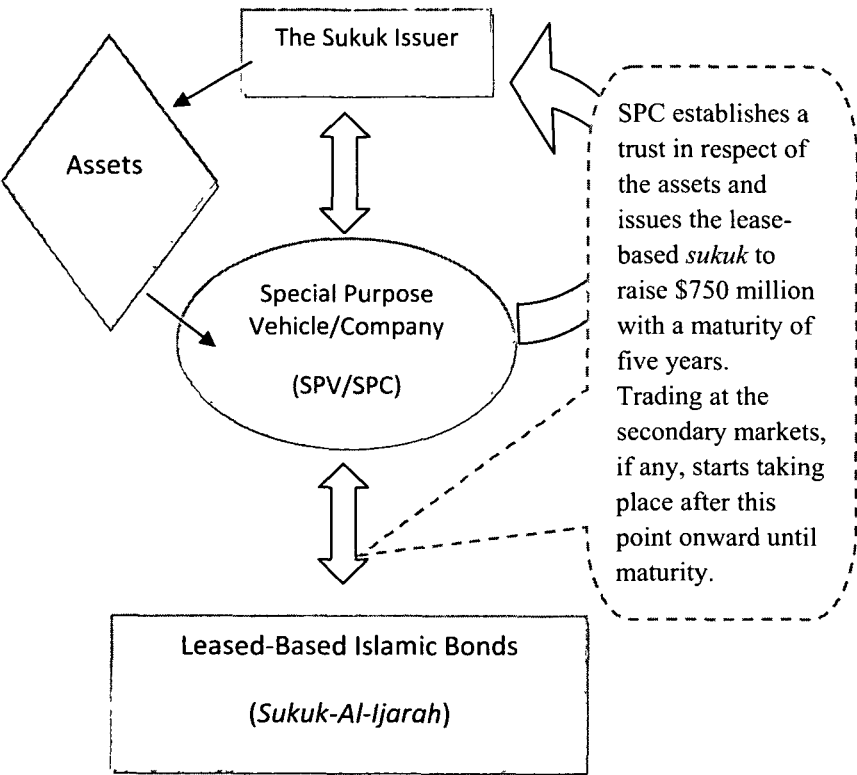 The Sukuk Issuer
Assets
Special Purpose
Vehicle/Company
(SPV/SPC)
SPC establishes a
trust in respect of
the assets and
issues the lease-
based sukuk to
raise $750 million
with a maturity of
five years.
Trading at the
secondary markets,
if any, starts taking
place after this
point onward until
maturity.
Leased-Based Islamic Bonds
(Sukuk-Al-Ijarah)